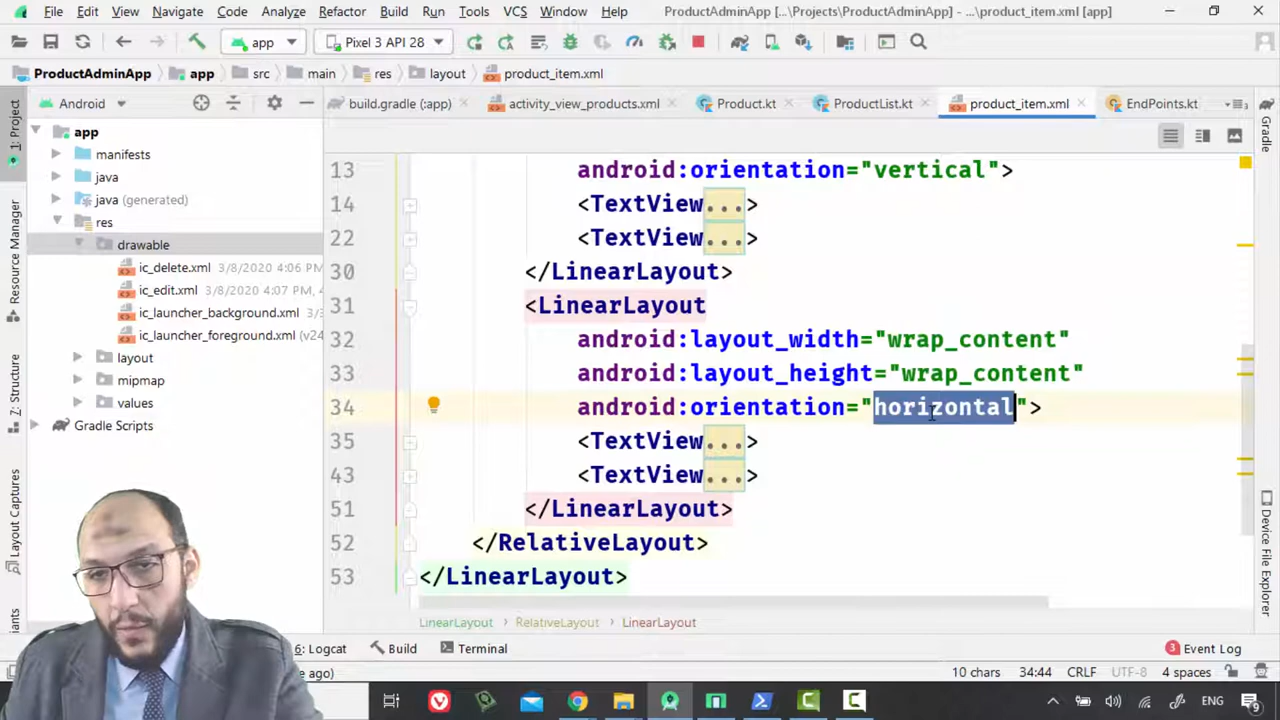 File Edit View Navigate Code Analyze Refactor Build Run Tools VCS Window Help ProductAdminApp [...\Projects\ProductAdminApp] - ...\product_item.xml [app]
app Pixel 3 API 28
ProductAdminApp app src main res layout product_item.xml
Android build.gradle (:app) activity_view_products.xml Product.kt ProductList.kt product_item.xml EndPoints.kt
1: Project
Resource Manager
Z: Structure
Layout Captures
app
manifests
java
java (generated)
res
drawable
ic_delete.xml 3/8/2020 4:06 PM
ic_edit.xml 3/8/2020 4:07 PM, 4
ic_launcher_background.xml 3/
ic_launcher_foreground.xml (v24
layout
mipmap
values
Gradle Scripts
13 android:orientation="vertical">
14 <TextView...>
22 <TextView...>
30 </LinearLayout>
31 <LinearLayout
32 android:layout_width="wrap_content"
33 android:layout_height="wrap_content"
34 android:orientation="horizontal">
35 <TextView...>
43 <TextView...>
51 </LinearLayout>
52 </RelativeLayout>
53 </LinearLayout>
LinearLayout RelativeLayout LinearLayout
Gradle
Device File Explorer
6: Logcat Build Terminal 3 Event Log
ago) 10 chars 34:44 CRLF UTF-8 4 spaces
ENG 9